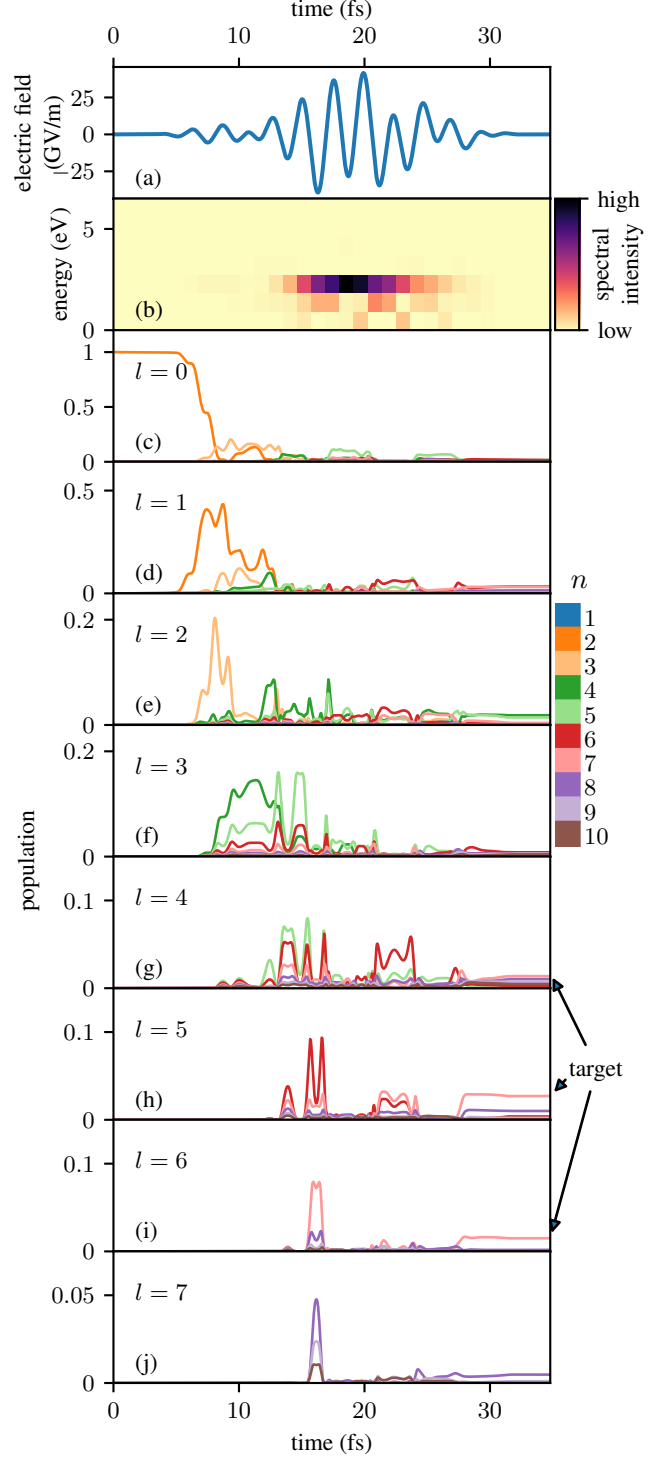 time (fs)
0 10 20 30
electric field
(GV/m)
25
0
−25
(a)
energy (eV)
5
0
(b)
high
low
spectral
intensity
1
0.5
0
l = 0
(c)
0.5
0
l = 1
(d)
0.2
0
l = 2
(e)
0.2
0
l = 3
(f)
0.1
0
l = 4
(g)
0.1
0
l = 5
(h)
0.1
0
l = 6
(i)
0.05
0
l = 7
(j)
population
n
1
2
3
4
5
6
7
8
9
10
target
0 10 20 30
time (fs)